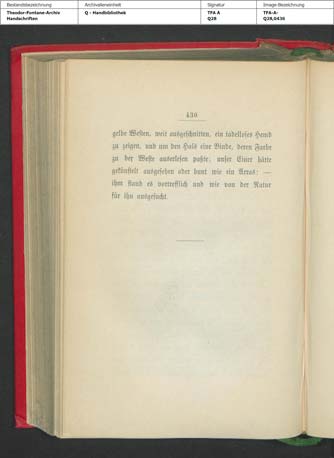 Bestandsbezeichnung Archivalieneinheit Signatur Image-Bezeichnung
Theodor-Fontane-Archiv Q - Handbibliothek TFA A TFA-A-
Handschriften Q28 Q28,0436
430
gelbe Westen, weit ausgeschnitten, ein tadelloses Hemd
zu zeigen, und um den Hals eine Binde, deren Farbe
zu der Weste auserlesen paßte, unser Einer hätte
gekünstelt ausgesehen oder bunt wie ein Arras; —
ihm stand es vortrefflich und wie von der Natur
für ihn ausgesucht.